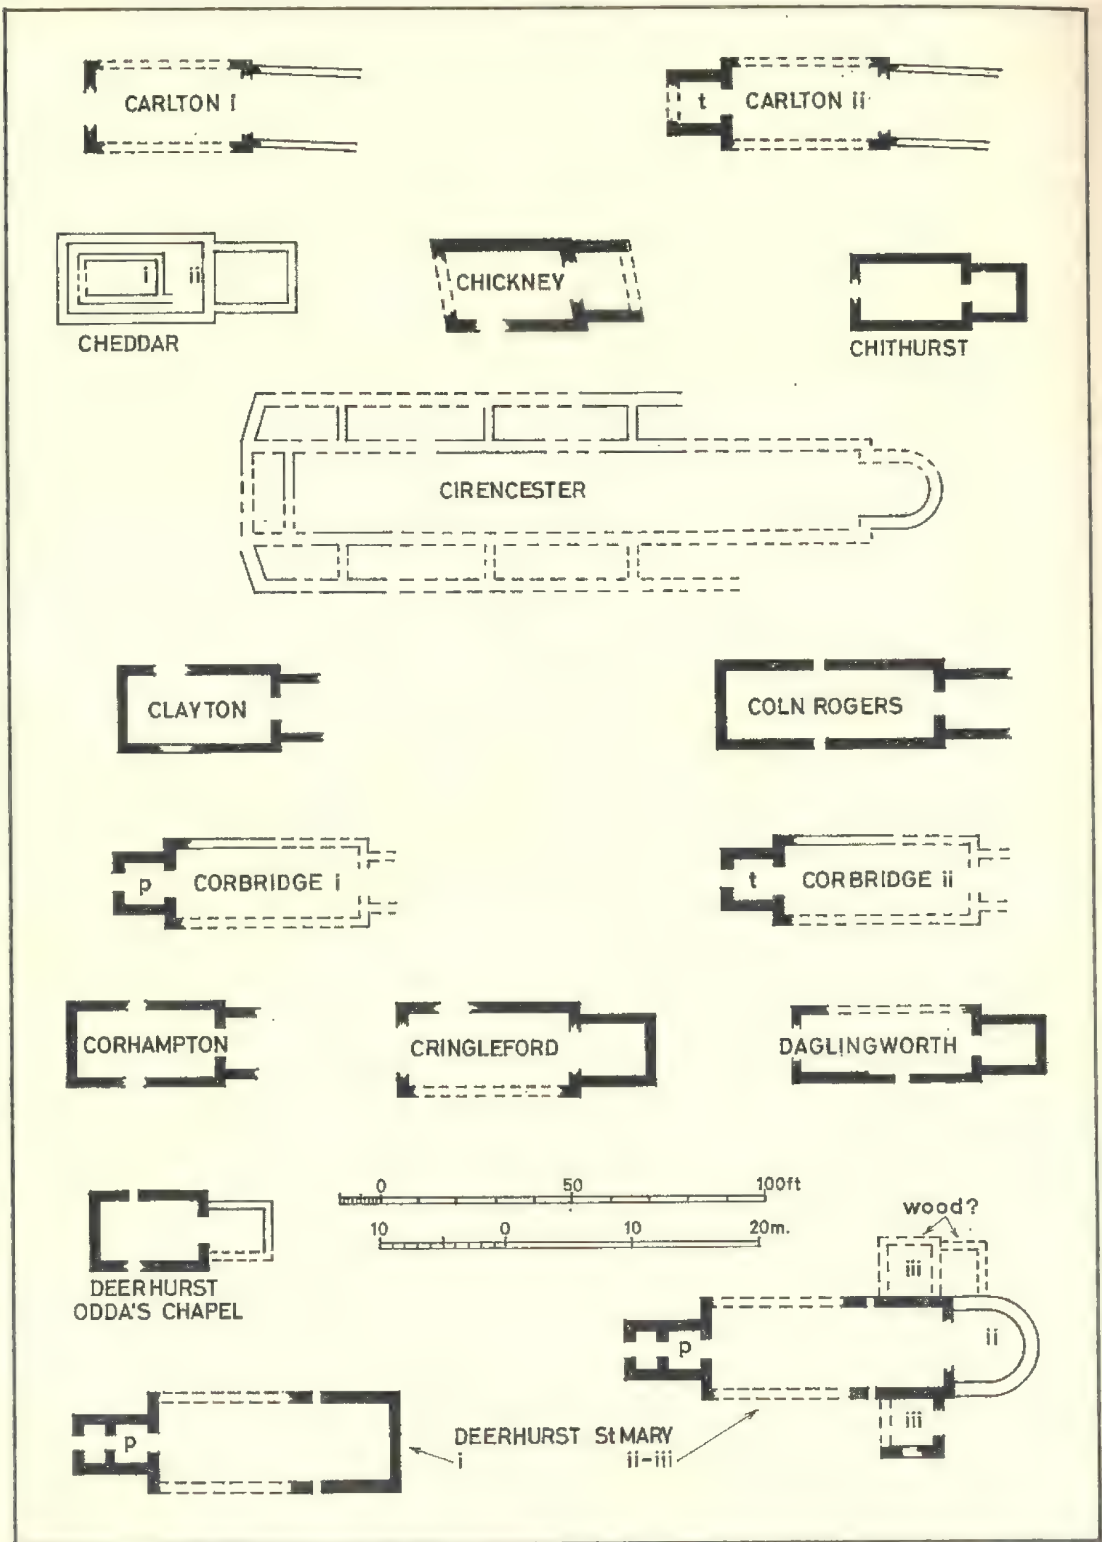 CARLTON i
t
CARLTON ii
i
ii
CHEDDAR
CHICKNEY
CHITHURST
CIRENCESTER
CLAYTON
COLN ROGERS
p
CORBRIDGE i
t
CORBRIDGE ii
CORHAMPTON
CRINGLEFORD
DAGLINGWORTH
0 50 100ft
10 0 10 20m.
DEERHURST
ODDA'S CHAPEL
wood?
iii
p
ii
iii
p
DEERHURST St MARY
i
ii-iii